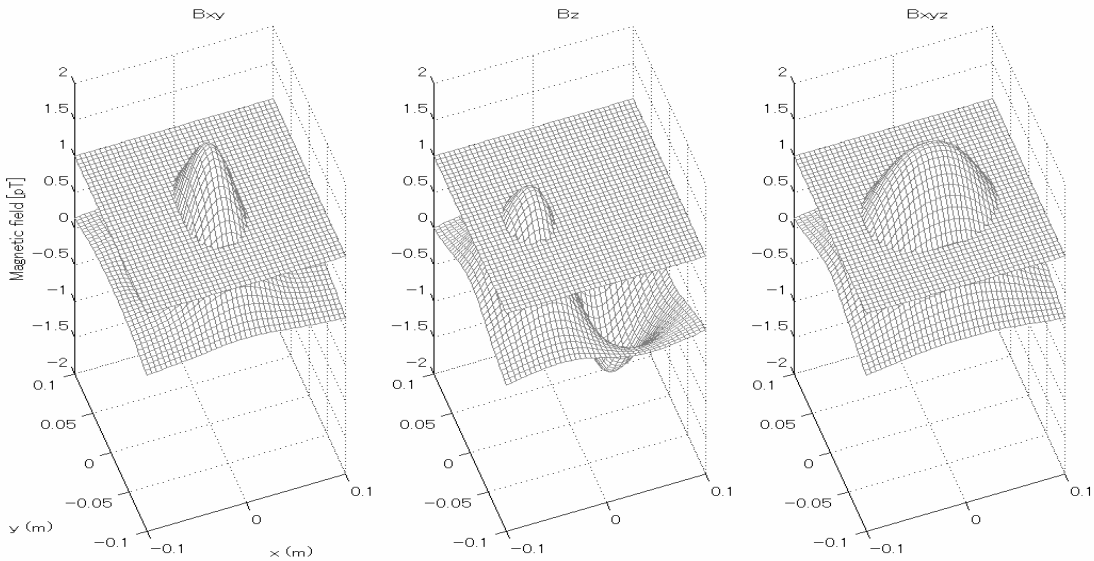 Bxy Bz Bxyz
2 2 2
1.5 1.5 1.5
1 1 1
0.5 0.5 0.5
0 0 0
−0.5 −0.5 −0.5
−1 −1 −1
−1.5 −1.5 −1.5
−2 −2 −2
Magnetic field [pT]
0.1 0.1 0.1
0.05 0.05 0.05
0 0 0
−0.05 −0.05 −0.05
−0.1 −0.1 −0.1
y (m)
−0.1 0 0.1 −0.1 0 0.1 −0.1 0 0.1
x (m)